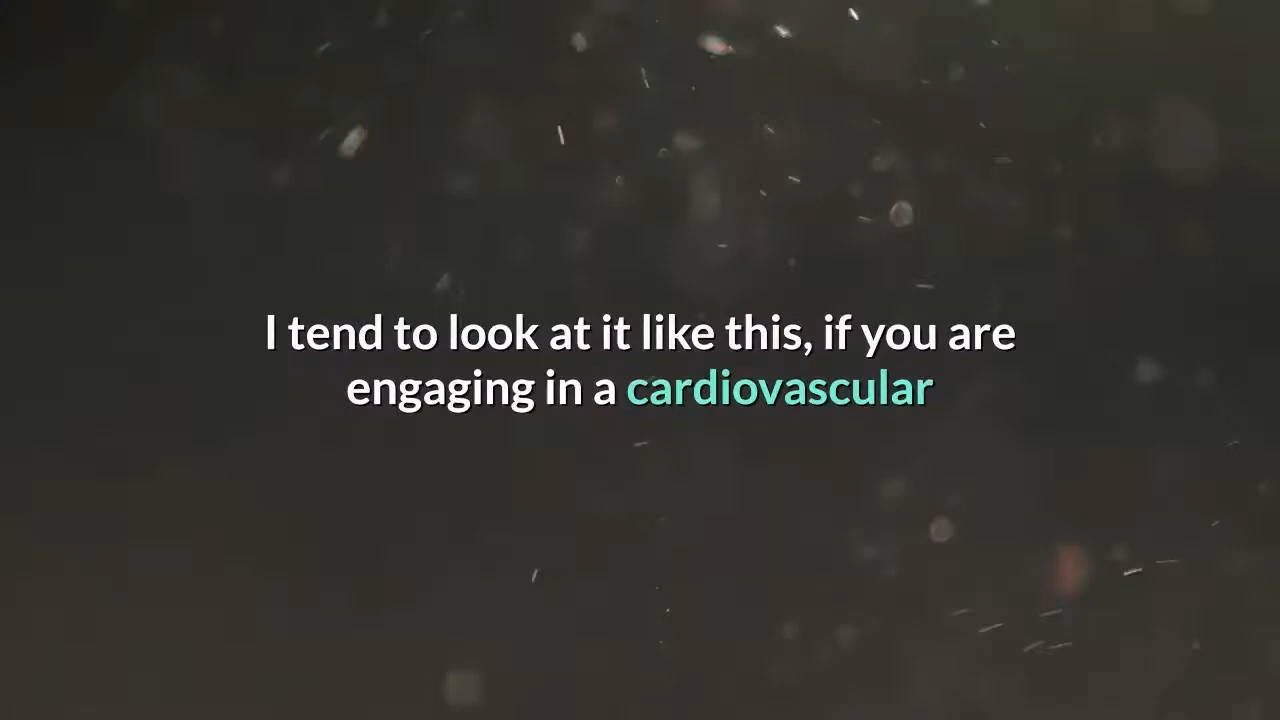 I tend to look at it like this, if you are
engaging in a cardiovascular